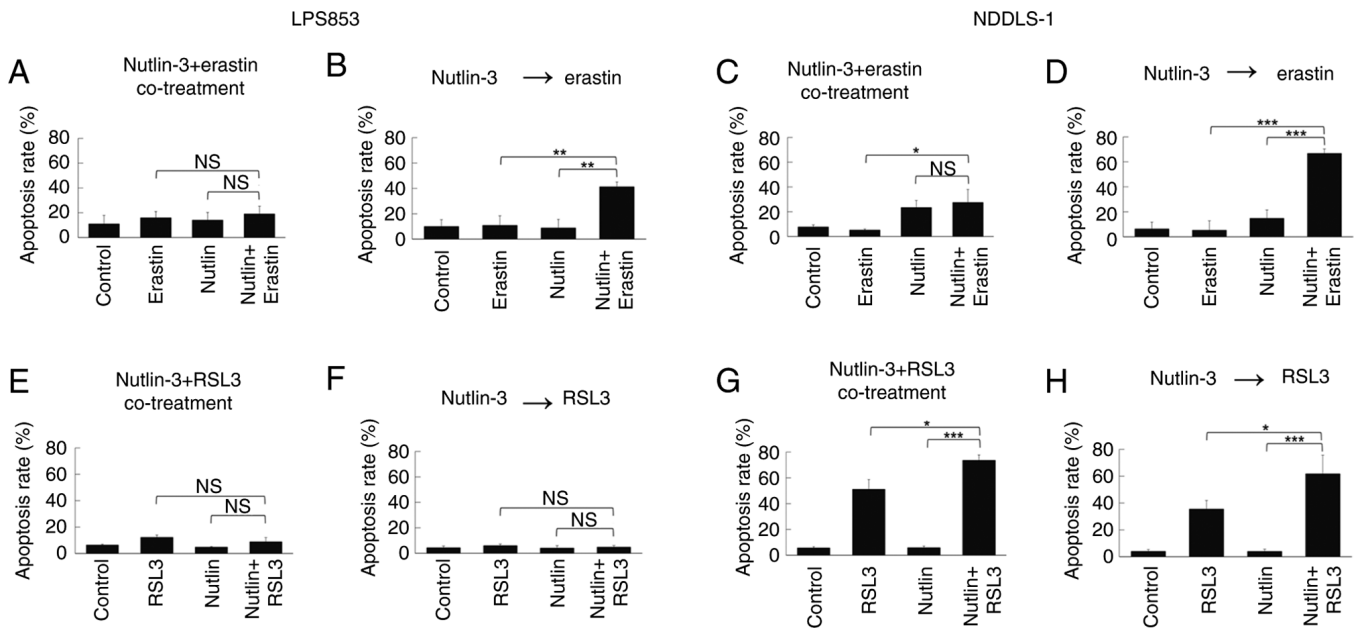 LPS853
NDDLS-1
A
Nutlin-3+erastin
co-treatment
Apoptosis rate (%)
80
60
40
20
0
NS
NS
Control
Erastin
Nutlin
Nutlin+
Erastin
B
Nutlin-3 → erastin
Apoptosis rate (%)
80
60
40
20
0
**
**
Control
Erastin
Nutlin
Nutlin+
Erastin
C
Nutlin-3+erastin
co-treatment
Apoptosis rate (%)
80
60
40
20
0
*
NS
Control
Erastin
Nutlin
Nutlin+
Erastin
D
Nutlin-3 → erastin
Apoptosis rate (%)
80
60
40
20
0
***
***
Control
Erastin
Nutlin
Nutlin+
Erastin
E
Nutlin-3+RSL3
co-treatment
Apoptosis rate (%)
80
60
40
20
0
NS
NS
Control
RSL3
Nutlin
Nutlin+
RSL3
F
Nutlin-3 → RSL3
Apoptosis rate (%)
80
60
40
20
0
NS
NS
Control
RSL3
Nutlin
Nutlin+
RSL3
G
Nutlin-3+RSL3
co-treatment
Apoptosis rate (%)
80
60
40
20
0
*
***
Control
RSL3
Nutlin
Nutlin+
RSL3
H
Nutlin-3 → RSL3
Apoptosis rate (%)
80
60
40
20
0
*
***
Control
RSL3
Nutlin
Nutlin+
RSL3